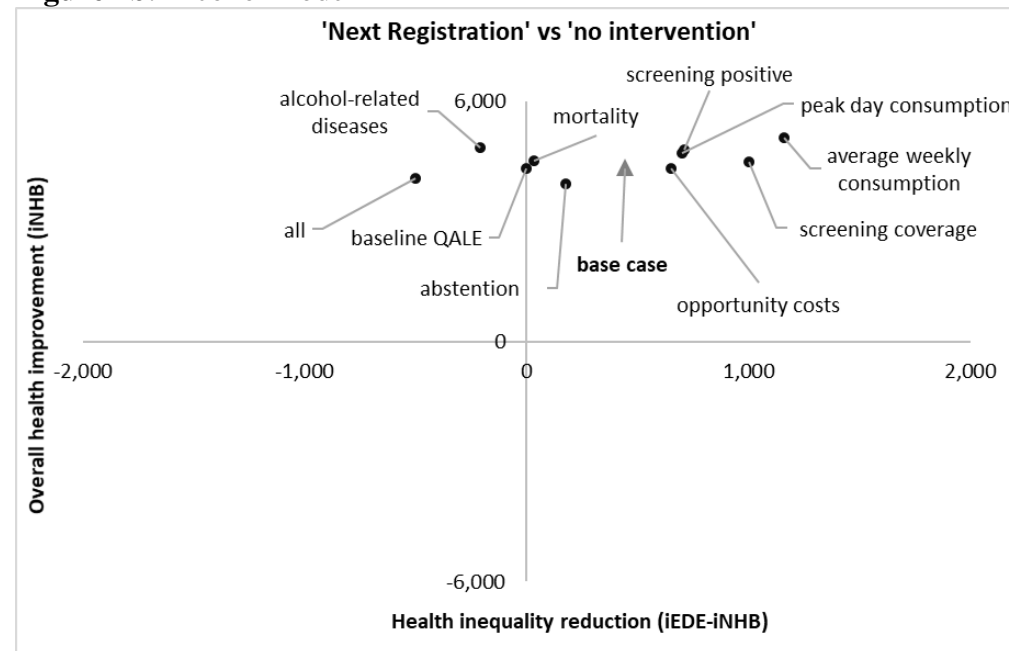 'Next Registration' vs 'no intervention'
screening positive
alcohol-related
diseases
6,000
mortality
peak day consumption
average weekly
consumption
all
baseline QALE
screening coverage
base case
abstention
opportunity costs
Overall health improvement (iNHB)
0
-2,000
-1,000
0
1,000
2,000
-6,000
Health inequality reduction (iEDE-iNHB)